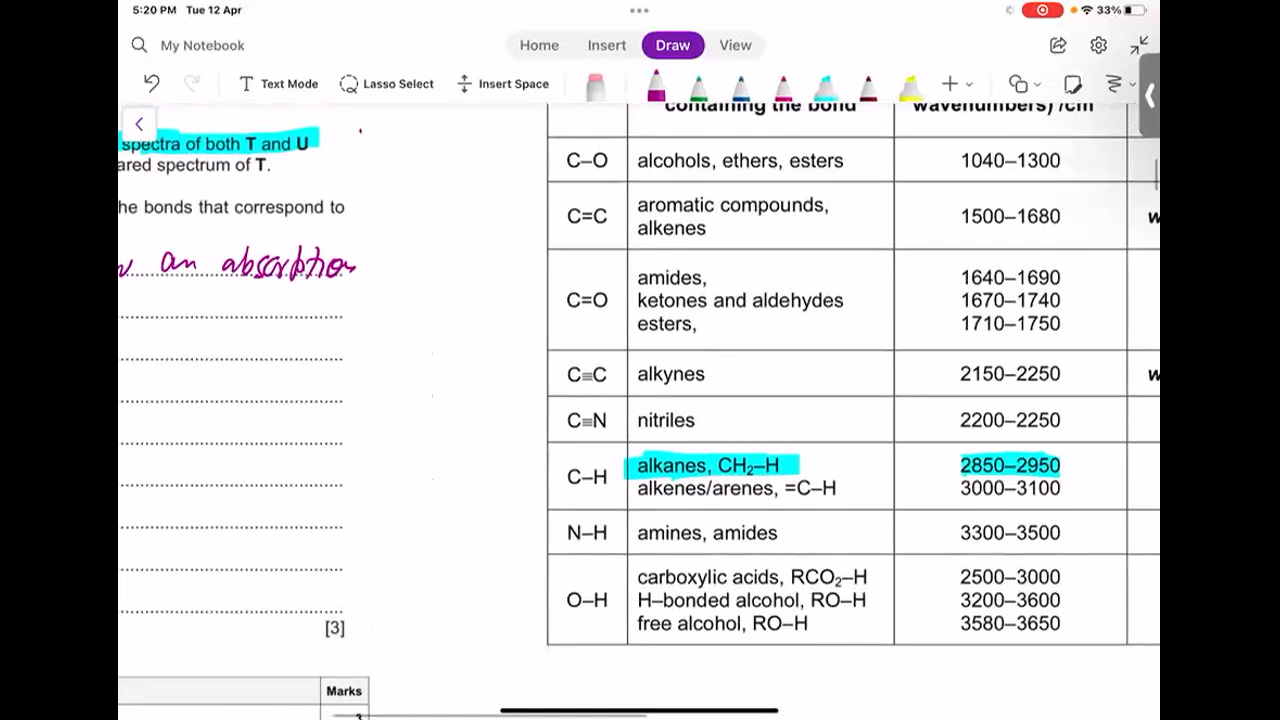 5:20 PM Tue 12 Apr
33%
My Notebook
Home Insert Draw View
Text Mode Lasso Select Insert Space
spectra of both T and U
ared spectrum of T.
he bonds that correspond to
an absorption
[3]
Marks
3
containing the bond wavenumbers) /cm
C–O alcohols, ethers, esters 1040–1300
C=C aromatic compounds, 1500–1680 w
alkenes
amides, 1640–1690
C=O ketones and aldehydes 1670–1740
esters, 1710–1750
C≡C alkynes 2150–2250 w
C≡N nitriles 2200–2250
C–H alkanes, CH₂–H 2850–2950
alkenes/arenes, =C–H 3000–3100
N–H amines, amides 3300–3500
carboxylic acids, RCO₂–H 2500–3000
O–H H–bonded alcohol, RO–H 3200–3600
free alcohol, RO–H 3580–3650